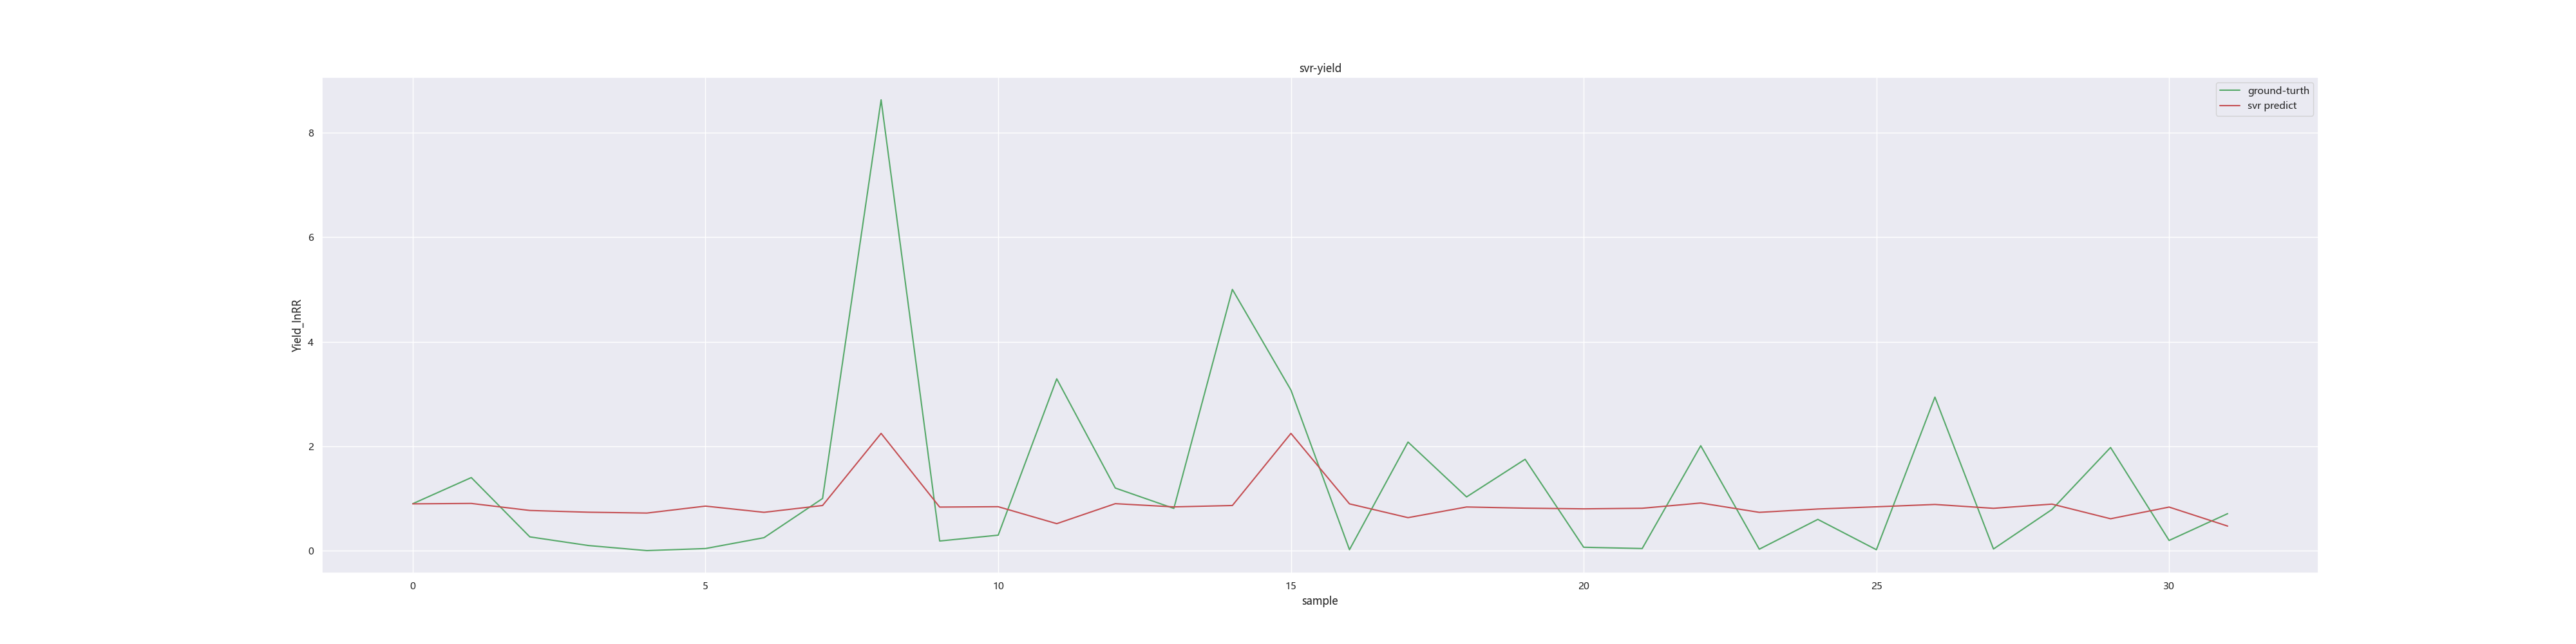 svr-yield
ground-turth
svr predict
8
6
4
2
0
Yield_lnRR
0 5 10 15 20 25 30
sample